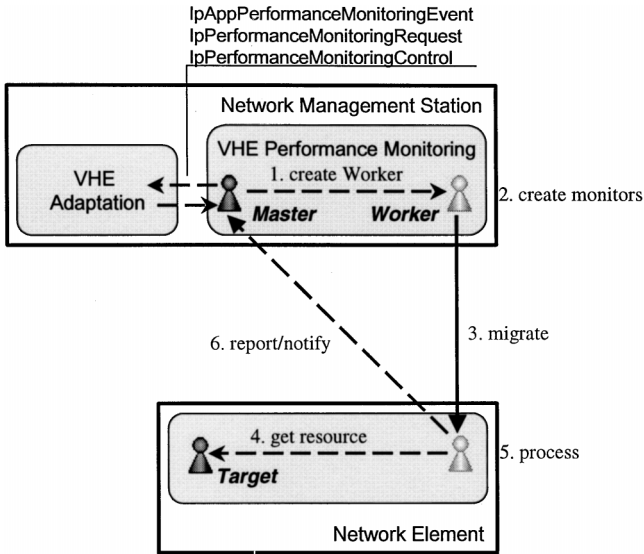 IpAppPerformanceMonitoringEvent
IpPerformanceMonitoringRequest
IpPerformanceMonitoringControl
Network Management Station
VHE Performance Monitoring
VHE
Adaptation
1. create Worker
Master
Worker
2. create monitors
6. report/notify
3. migrate
4. get resource
Target
5. process
Network Element